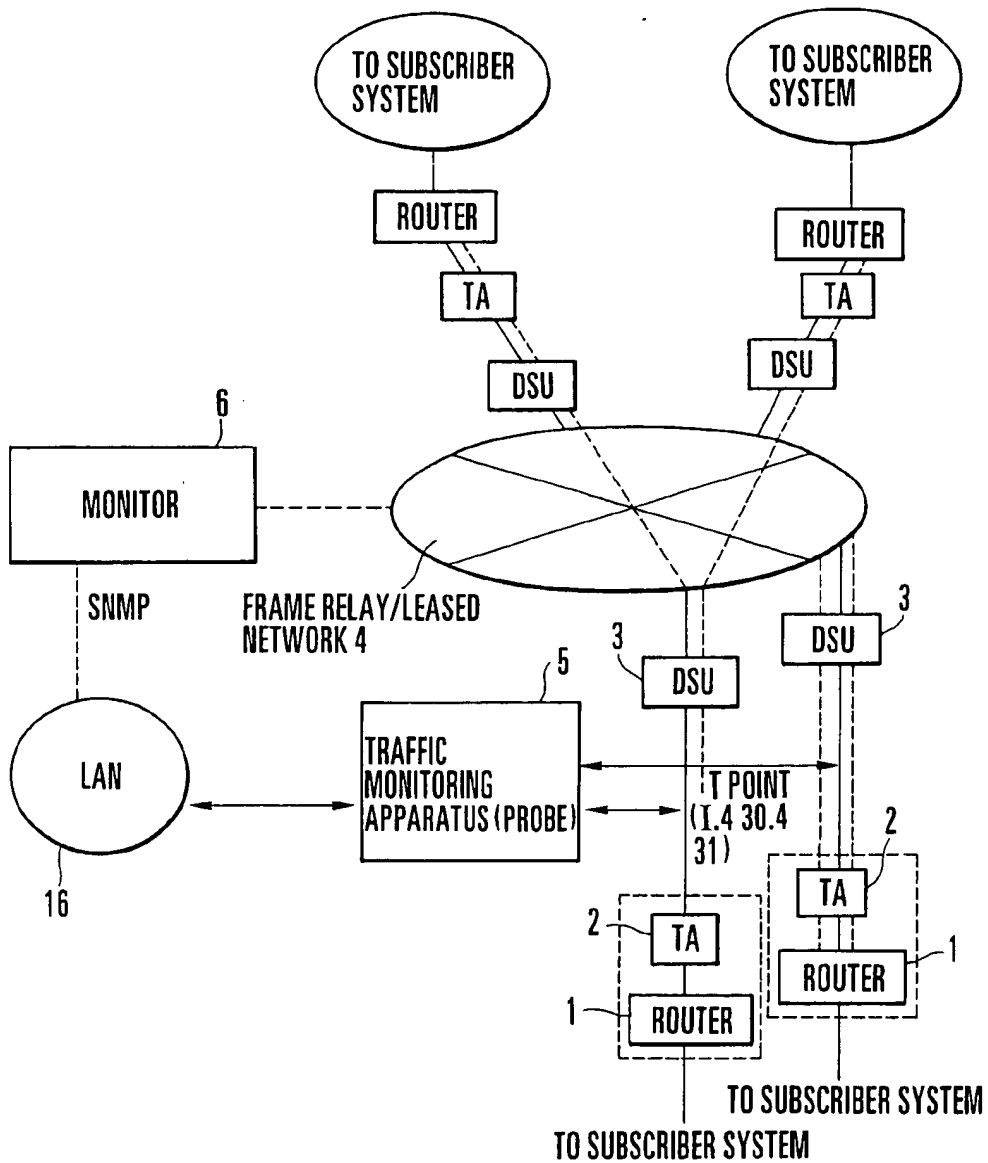 TO SUBSCRIBER
SYSTEM
TO SUBSCRIBER
SYSTEM
ROUTER
ROUTER
TA
TA
DSU
DSU
6
MONITOR
SNMP
FRAME RELAY/LEASED
NETWORK 4
3
DSU
3
DSU
5
TRAFFIC
MONITORING
APPARATUS (PROBE)
LAN
16
T POINT
(I.4 30.4
31)
2
TA
1
ROUTER
2
TA
1
ROUTER
TO SUBSCRIBER SYSTEM
TO SUBSCRIBER SYSTEM